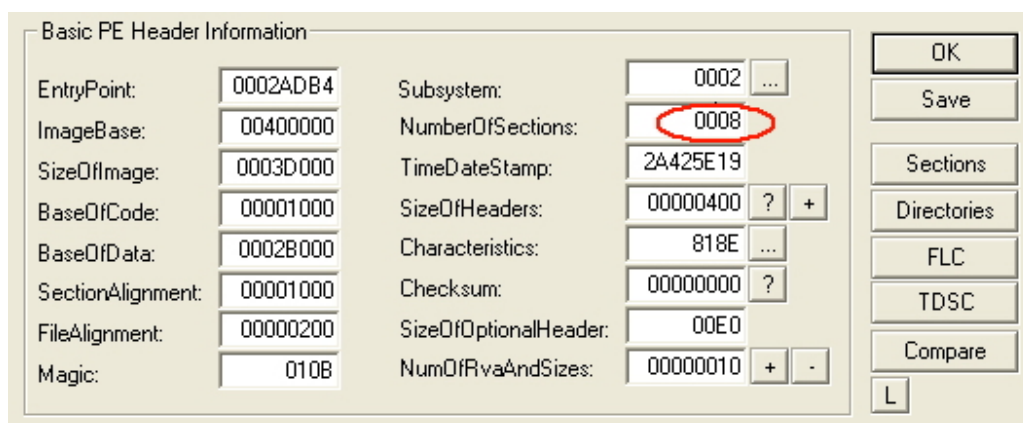 Basic PE Header Information
EntryPoint: 0002ADB4 Subsystem: 0002 ... OK
ImageBase: 00400000 NumberOfSections: 0008 Save
SizeOfImage: 0003D000 TimeDateStamp: 2A425E19 Sections
BaseOfCode: 00001000 SizeOfHeaders: 00000400 ? + Directories
BaseOfData: 0002B000 Characteristics: 818E ... FLC
SectionAlignment: 00001000 Checksum: 00000000 ? TDSC
FileAlignment: 00000200 SizeOfOptionalHeader: 00E0 Compare
Magic: 010B NumOfRvaAndSizes: 00000010 + - L